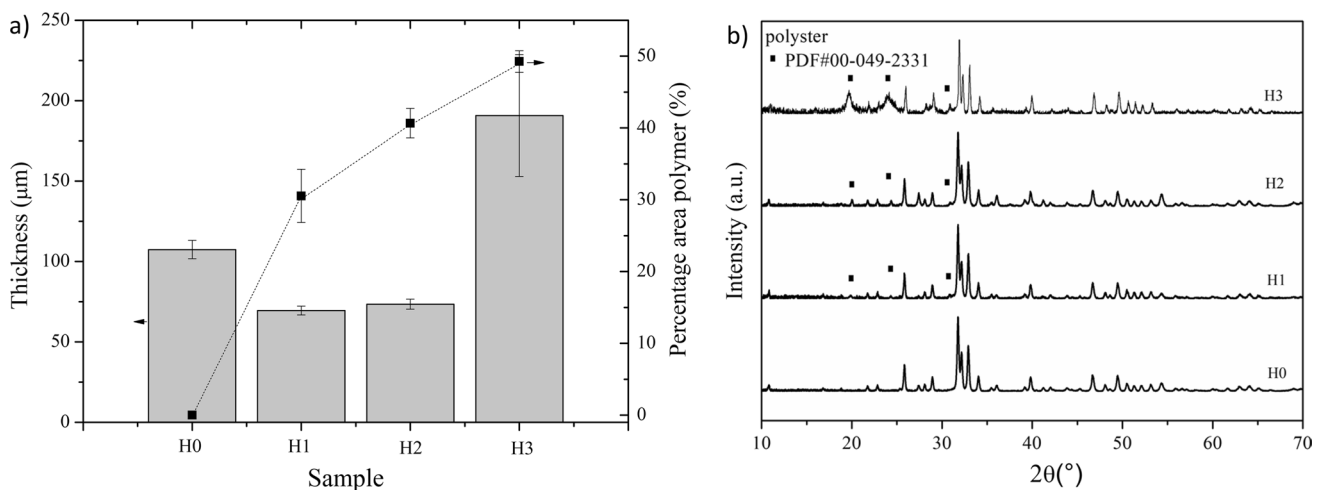 a)
250
200
150
100
50
0
Thickness (µm)
H0 H1 H2 H3
Sample
50
40
30
20
10
0
Percentage area polymer (%)
b)
polyster
PDF#00-049-2331
H3
H2
H1
H0
Intensity (a.u.)
10 20 30 40 50 60 70
2θ(°)